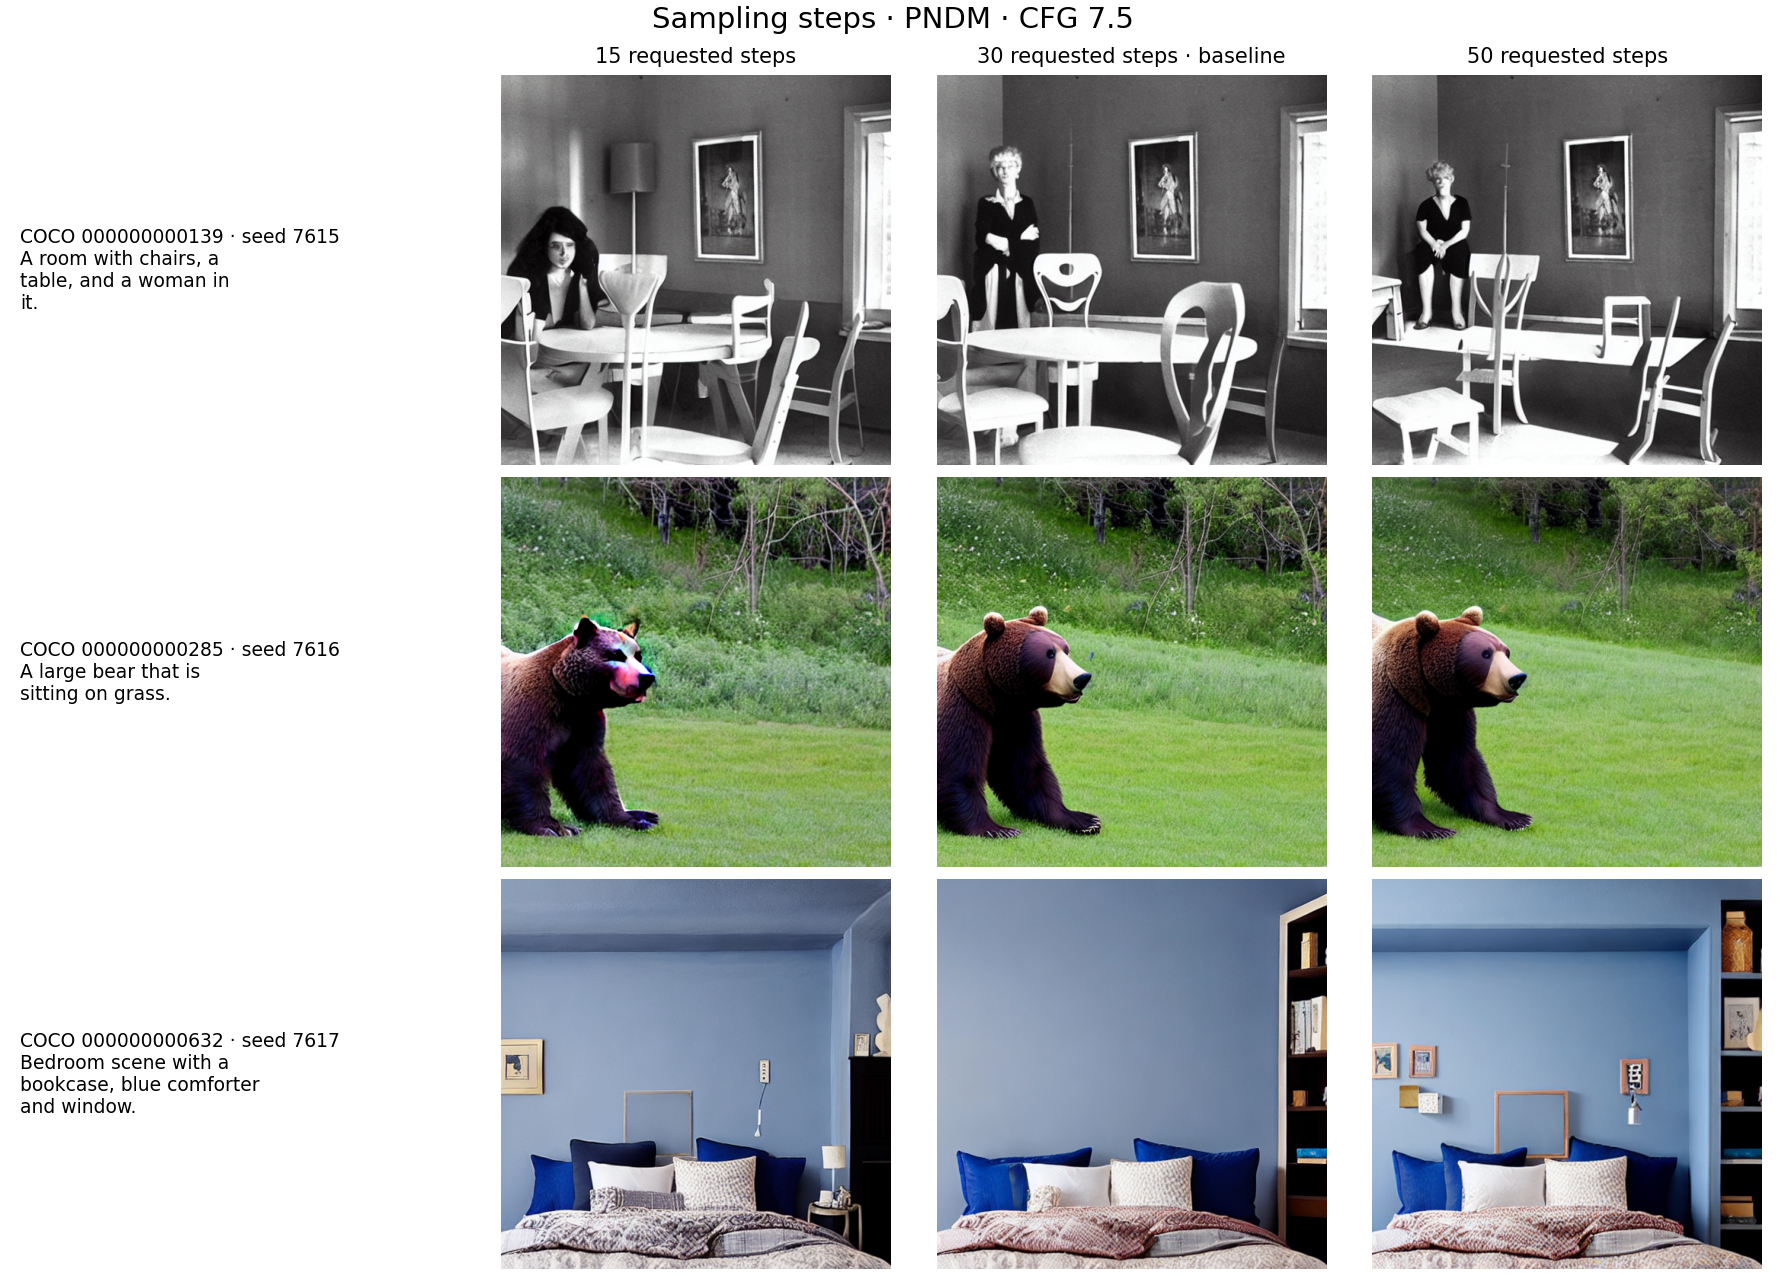 Sampling steps · PNDM · CFG 7.5
15 requested steps
30 requested steps · baseline
50 requested steps
COCO 000000000139 · seed 7615
A room with chairs, a
table, and a woman in
it.
COCO 000000000285 · seed 7616
A large bear that is
sitting on grass.
COCO 000000000632 · seed 7617
Bedroom scene with a
bookcase, blue comforter
and window.